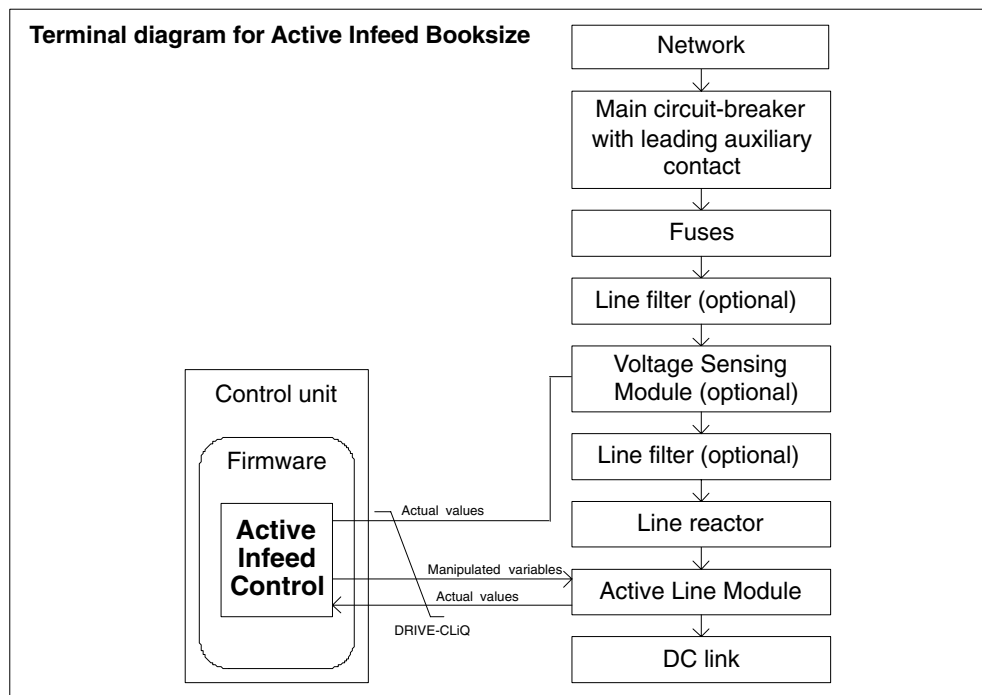 Terminal diagram for Active Infeed Booksize
Network
Main circuit-breaker
with leading auxiliary
contact
Fuses
Line filter (optional)
Voltage Sensing
Module (optional)
Control unit
Line filter (optional)
Firmware
Actual values
Line reactor
Active
Infeed
Control
Manipulated variables
Active Line Module
Actual values
DRIVE-CLiQ
DC link